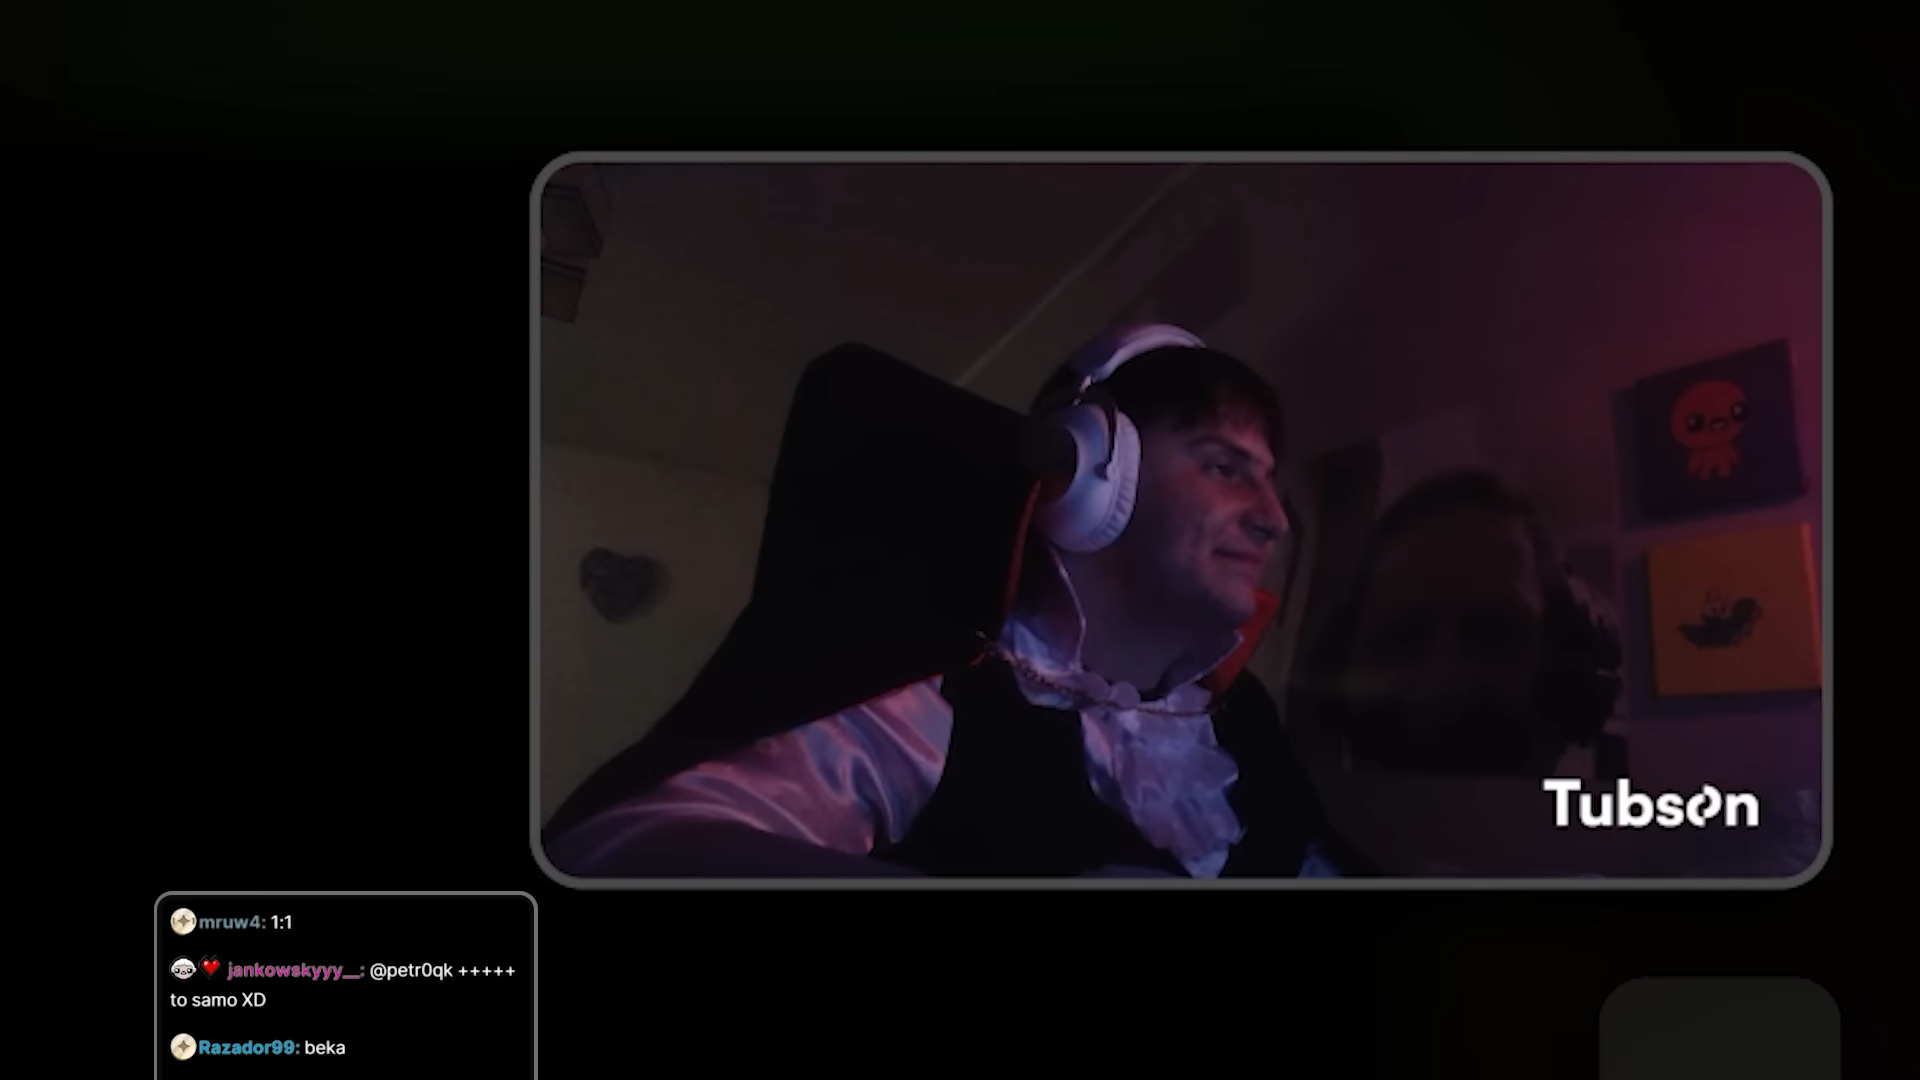 Tubson
mruw4: 1:1
jankowskyyy__: @petr0qk +++++
to samo XD
Razador99: beka